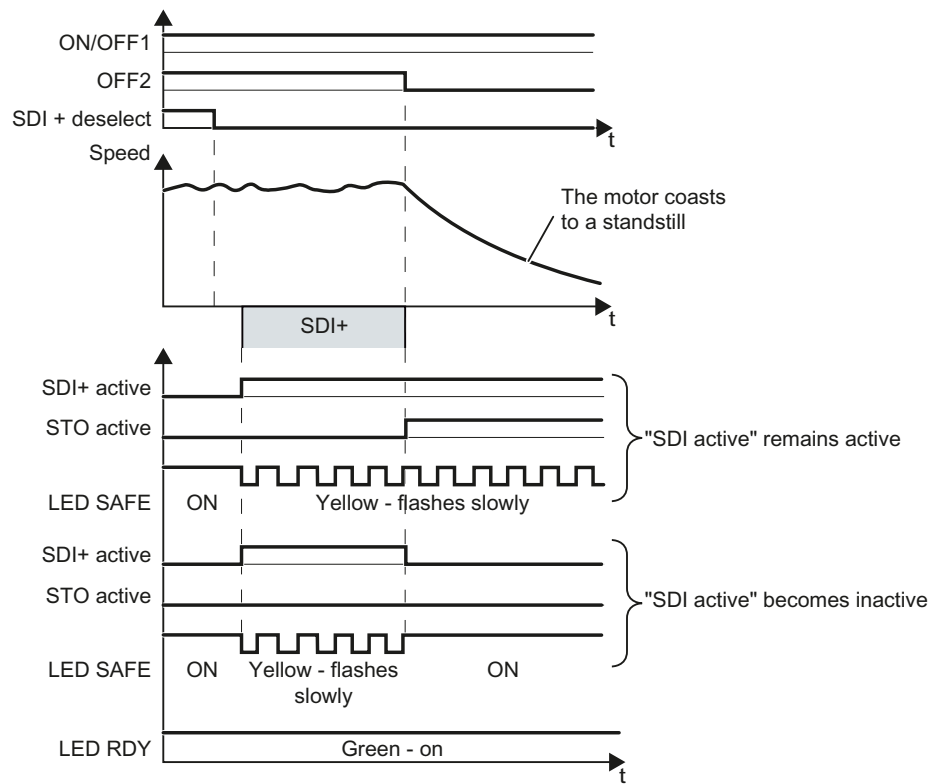 ON/OFF1
OFF2
SDI + deselect
t
Speed
The motor coasts
to a standstill
t
SDI+
SDI+ active
STO active
"SDI active" remains active
LED SAFE ON Yellow - flashes slowly
SDI+ active
STO active
"SDI active" becomes inactive
LED SAFE ON Yellow - flashes ON
slowly
LED RDY Green - on
t